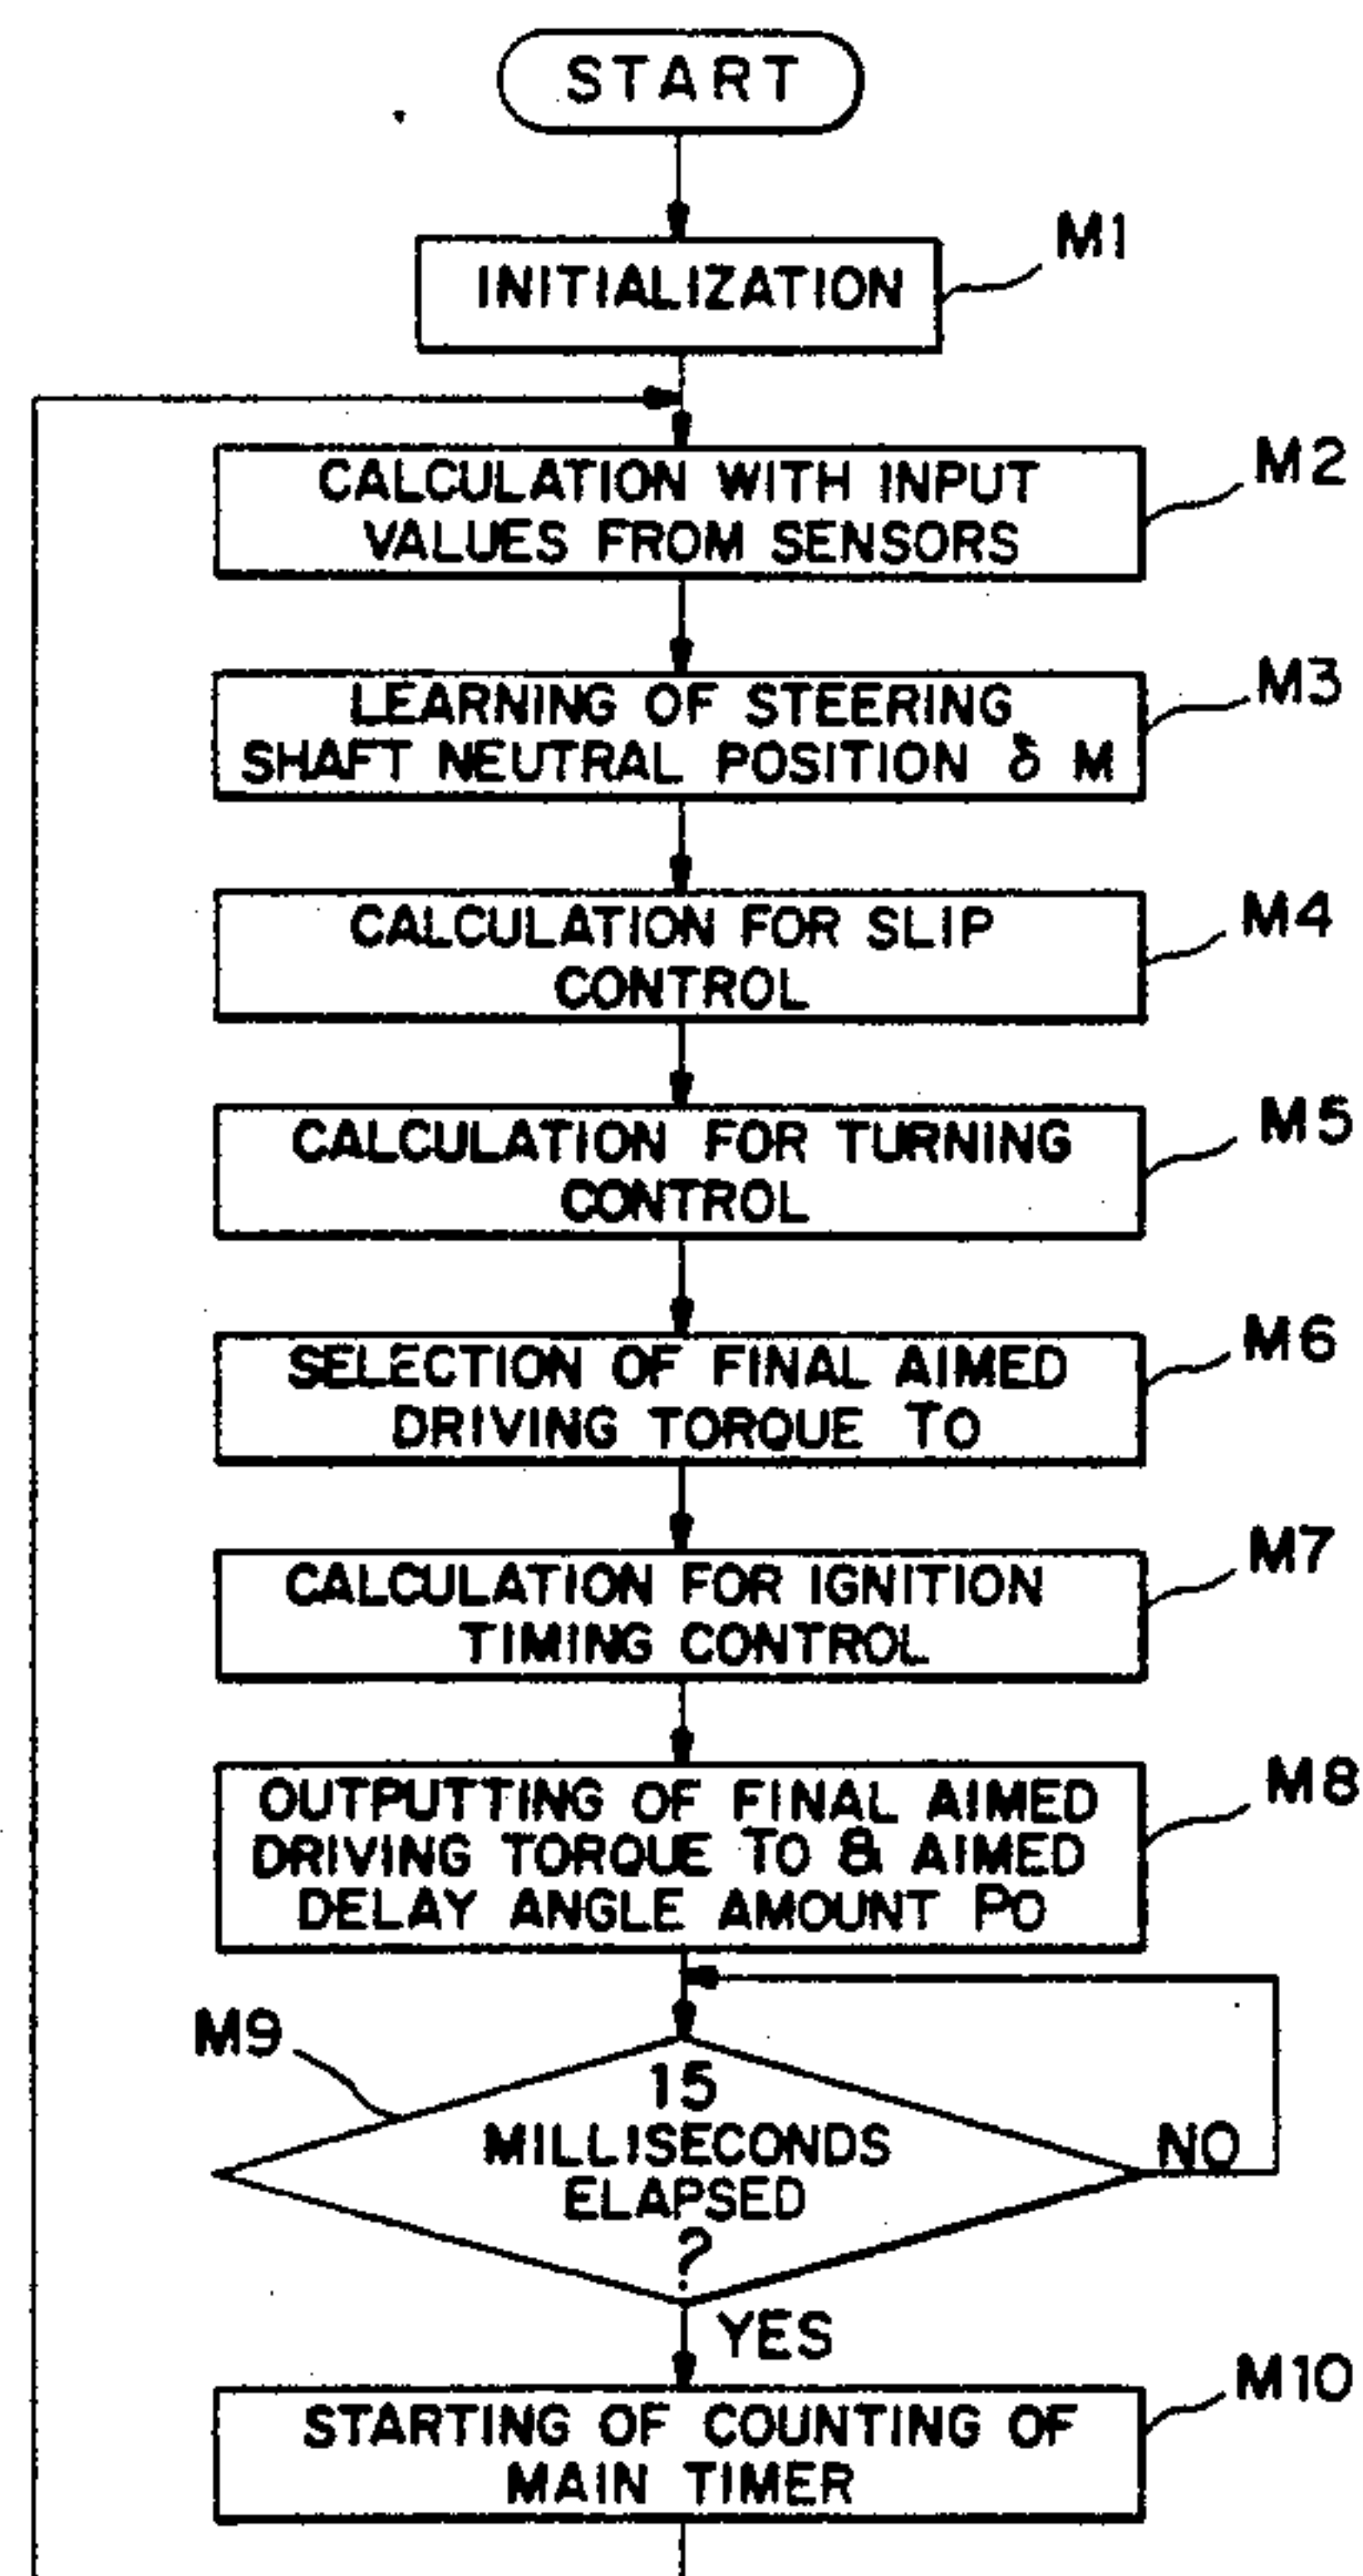 START
INITIALIZATION
M1
CALCULATION WITH INPUT
VALUES FROM SENSORS
M2
LEARNING OF STEERING
SHAFT NEUTRAL POSITION δ M
M3
CALCULATION FOR SLIP
CONTROL
M4
CALCULATION FOR TURNING
CONTROL
M5
SELECTION OF FINAL AIMED
DRIVING TORQUE TO
M6
CALCULATION FOR IGNITION
TIMING CONTROL
M7
OUTPUTTING OF FINAL AIMED
DRIVING TORQUE TO & AIMED
DELAY ANGLE AMOUNT PO
M8
M9
15
MILLISECONDS
ELAPSED
?
NO
YES
STARTING OF COUNTING OF
MAIN TIMER
M10